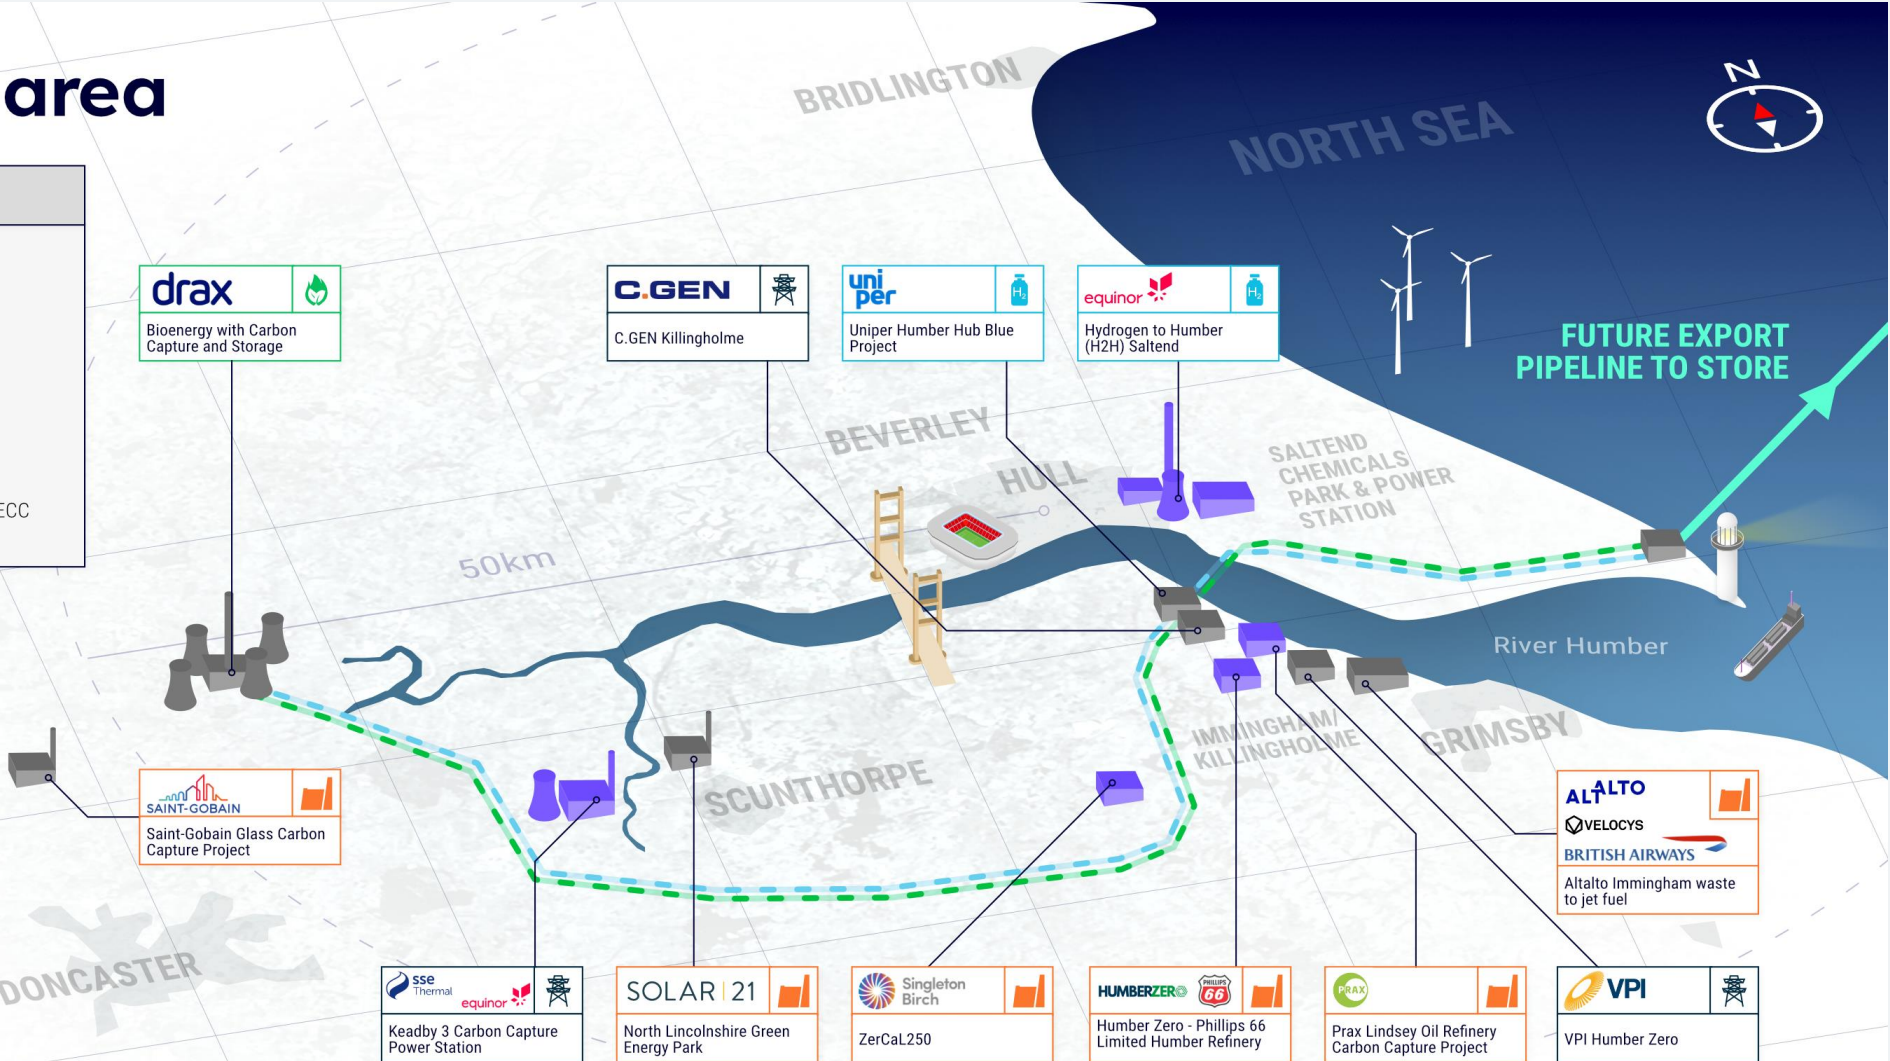 area
BRIDLINGTON
NORTH SEA
N
drax
Bioenergy with Carbon
Capture and Storage
C.GEN
C.GEN Killingholme
uni
per
H₂
Uniper Humber Hub Blue
Project
equinor
H₂
Hydrogen to Humber
(H2H) Saltend
FUTURE EXPORT
PIPELINE TO STORE
BEVERLEY
HULL
SALTEND
CHEMICALS
PARK & POWER
STATION
ECC
50km
River Humber
IMMINGHAM/
KILLINGHOLME
GRIMSBY
SCUNTHORPE
SAINT-GOBAIN
Saint-Gobain Glass Carbon
Capture Project
ALTALTO
VELOCYS
BRITISH AIRWAYS
Altalto Immingham waste
to jet fuel
DONCASTER
sse
Thermal
equinor
Keadby 3 Carbon Capture
Power Station
SOLAR 21
North Lincolnshire Green
Energy Park
Singleton
Birch
ZerCaL250
HUMBERZERO
PHILLIPS
66
Humber Zero - Phillips 66
Limited Humber Refinery
PRAX
Prax Lindsey Oil Refinery
Carbon Capture Project
VPI
VPI Humber Zero